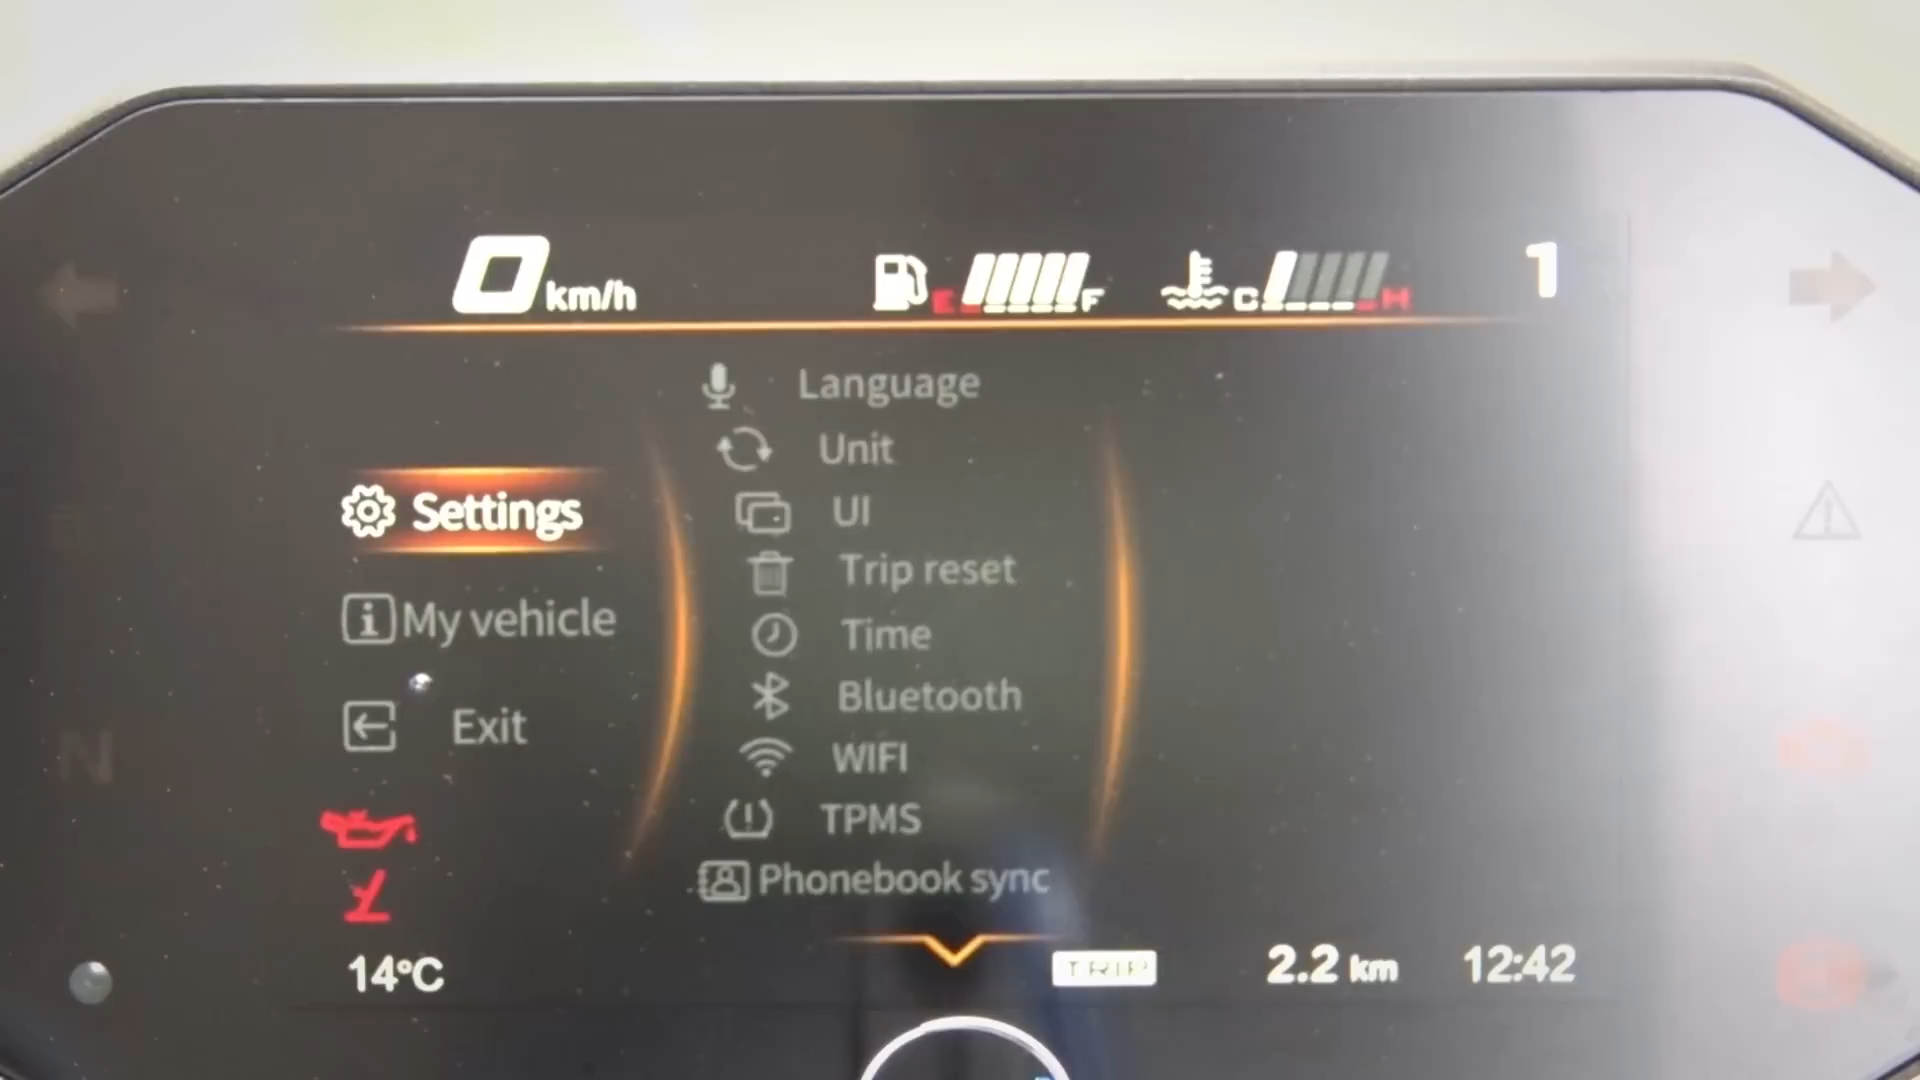 0 km/h E F C H 1
Language
Unit
Settings
UI
Trip reset
My vehicle
Time
Bluetooth
Exit
WIFI
N
TPMS
Phonebook sync
14°C TRIP 2.2 km 12:42